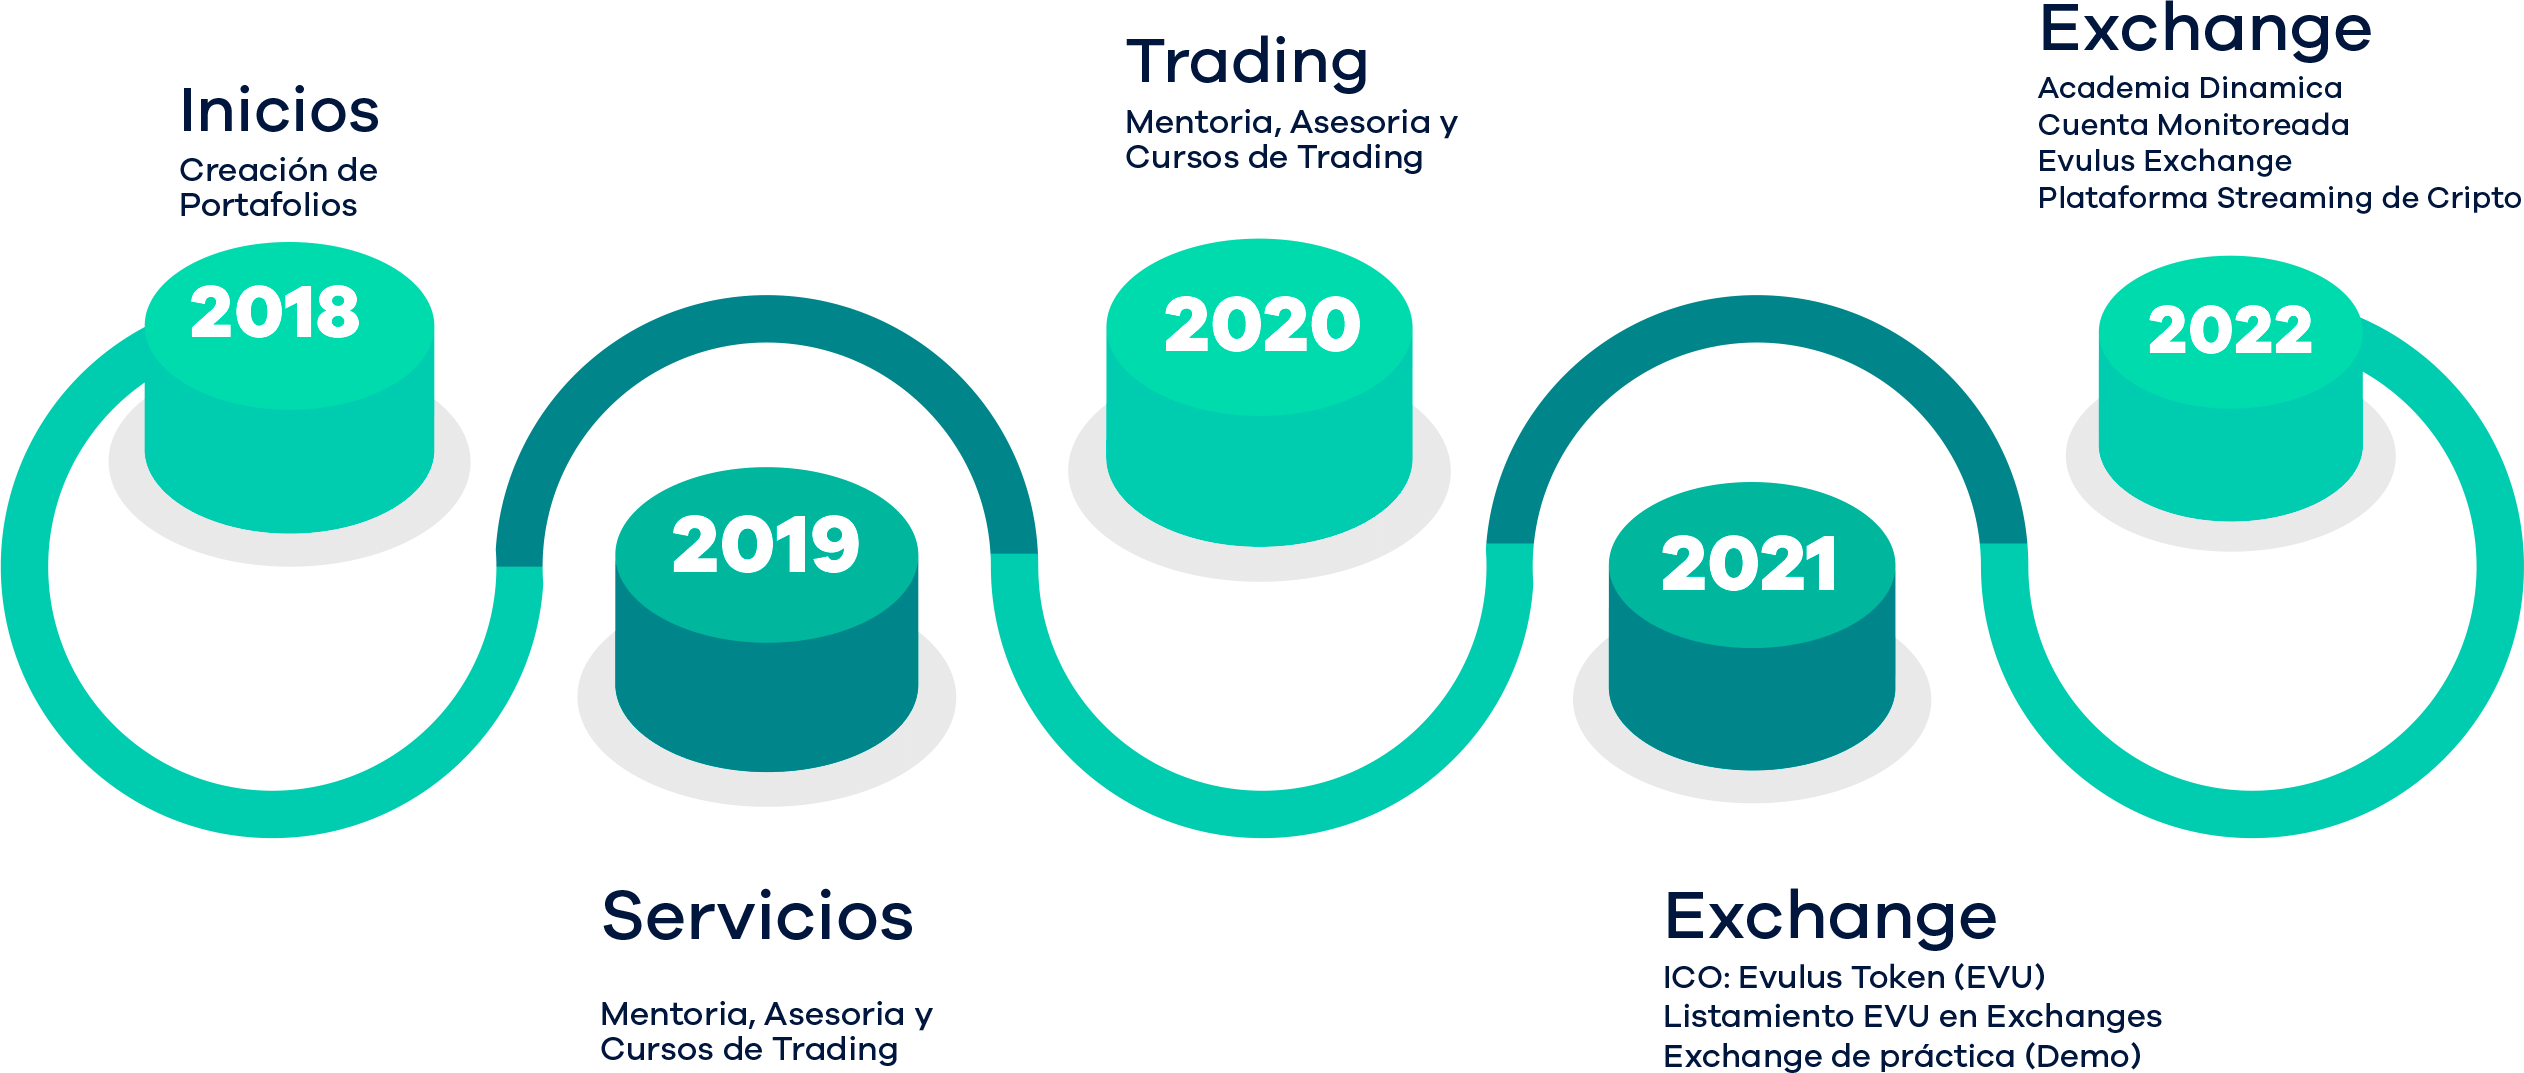 Inicios
Creación de
Portafolios
2018
2019
Servicios
Mentoria, Asesoria y
Cursos de Trading
Trading
Mentoria, Asesoria y
Cursos de Trading
2020
2021
Exchange
ICO: Evulus Token (EVU)
Listamiento EVU en Exchanges
Exchange de práctica (Demo)
Exchange
Academia Dinamica
Cuenta Monitoreada
Evulus Exchange
Plataforma Streaming de Cripto
2022